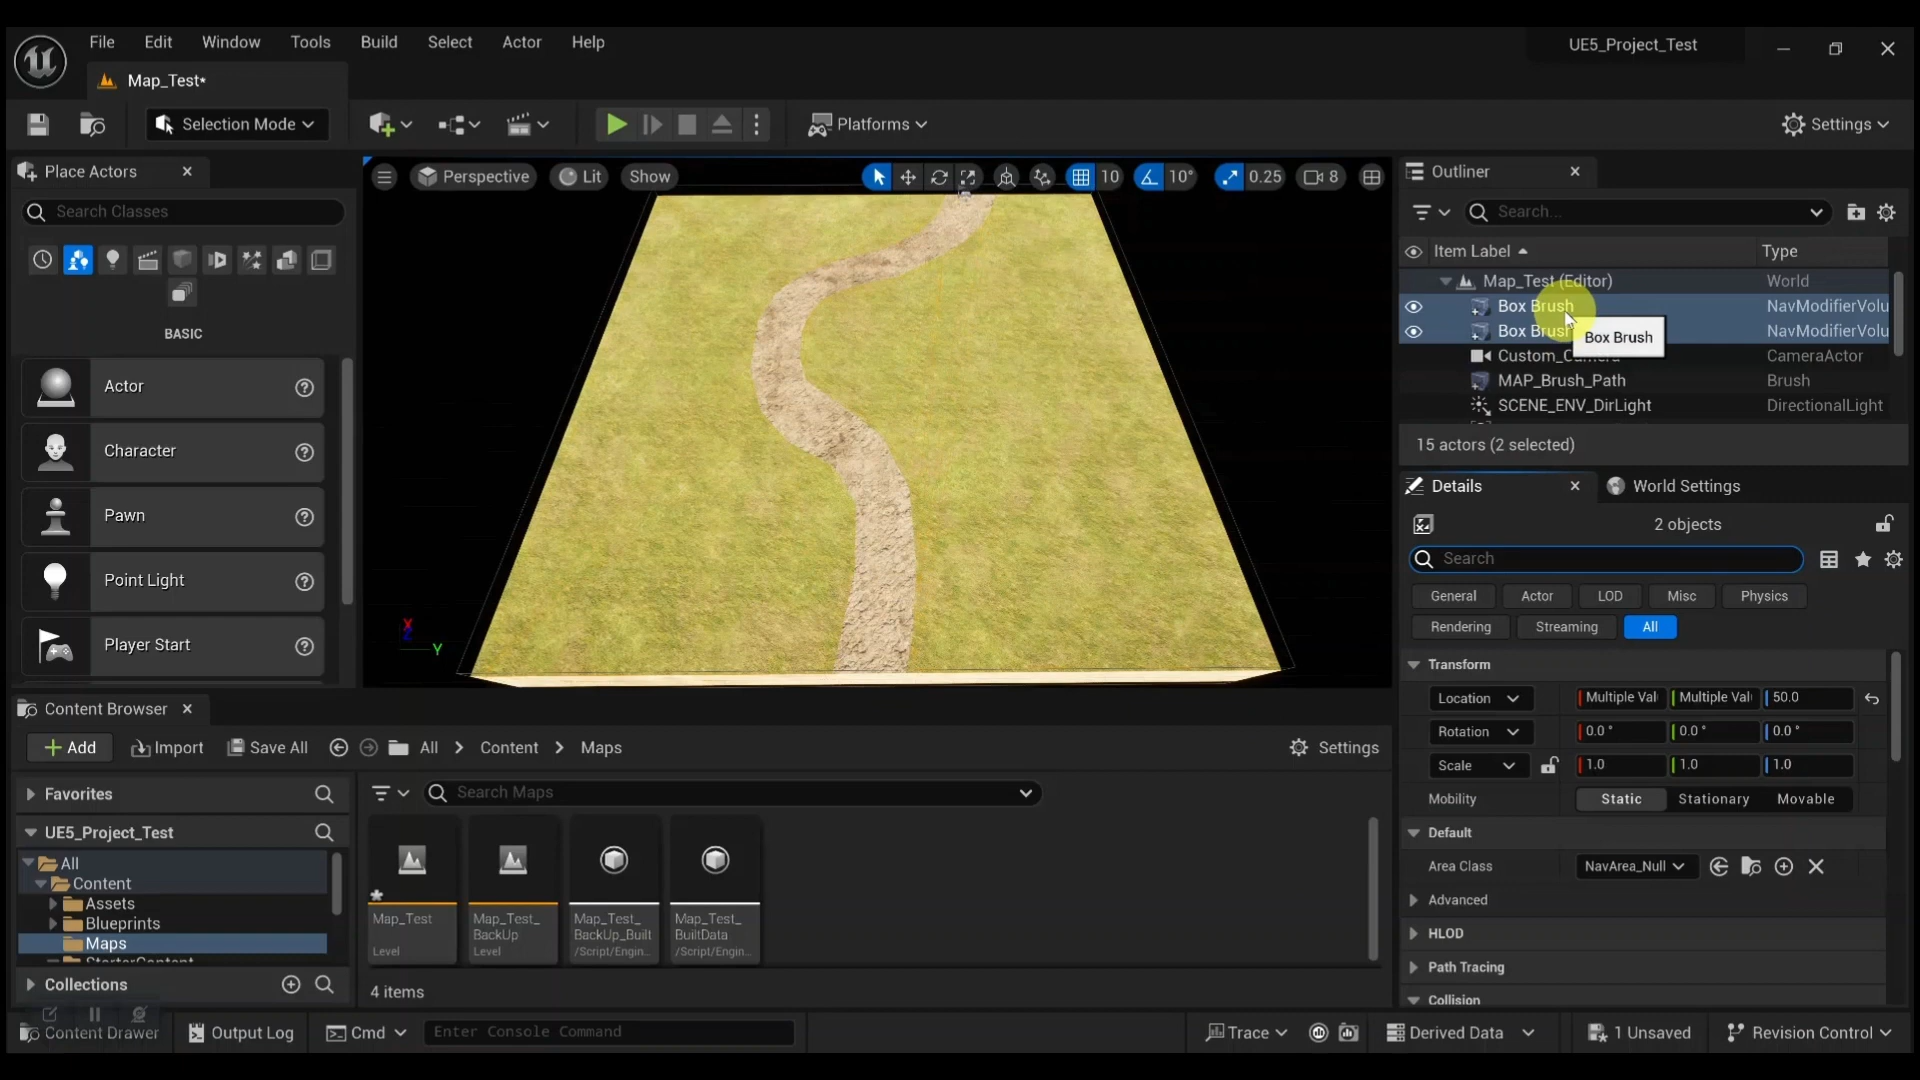 File Edit Window Tools Build Select Actor Help
UE5_Project_Test
Map_Test*
Selection Mode
Platforms
Settings
Place Actors
Search Classes
BASIC
Actor
Character
Pawn
Point Light
Player Start
Perspective
Lit
Show
10
10°
0.25
8
X
Z
Y
Outliner
Search...
Item Label
Type
Map_Test (Editor)
World
Box Brush
NavModifierVolu
Box Brush
NavModifierVolu
Box Brush
CameraActor
MAP_Brush_Path
Brush
SCENE_ENV_DirLight
DirectionalLight
15 actors (2 selected)
Details
World Settings
2 objects
Search
General
Actor
LOD
Misc
Physics
Rendering
Streaming
All
Transform
Location
Multiple Val
Multiple Val
50.0
Rotation
0.0 °
0.0 °
0.0 °
Scale
1.0
1.0
1.0
Mobility
Static
Stationary
Movable
Default
Area Class
NavArea_Null
Advanced
HLOD
Path Tracing
Collision
Content Browser
Add
Import
Save All
All
Content
Maps
Settings
Favorites
UE5_Project_Test
All
Content
Assets
Blueprints
Maps
Collections
Search Maps
Map_Test
Level
Map_Test_
BackUp
Level
Map_Test_
BackUp_Built
/Script/Engin...
Map_Test_
BuiltData
/Script/Engin...
4 items
Content Drawer
Output Log
Cmd
Enter Console Command
Trace
Derived Data
1 Unsaved
Revision Control